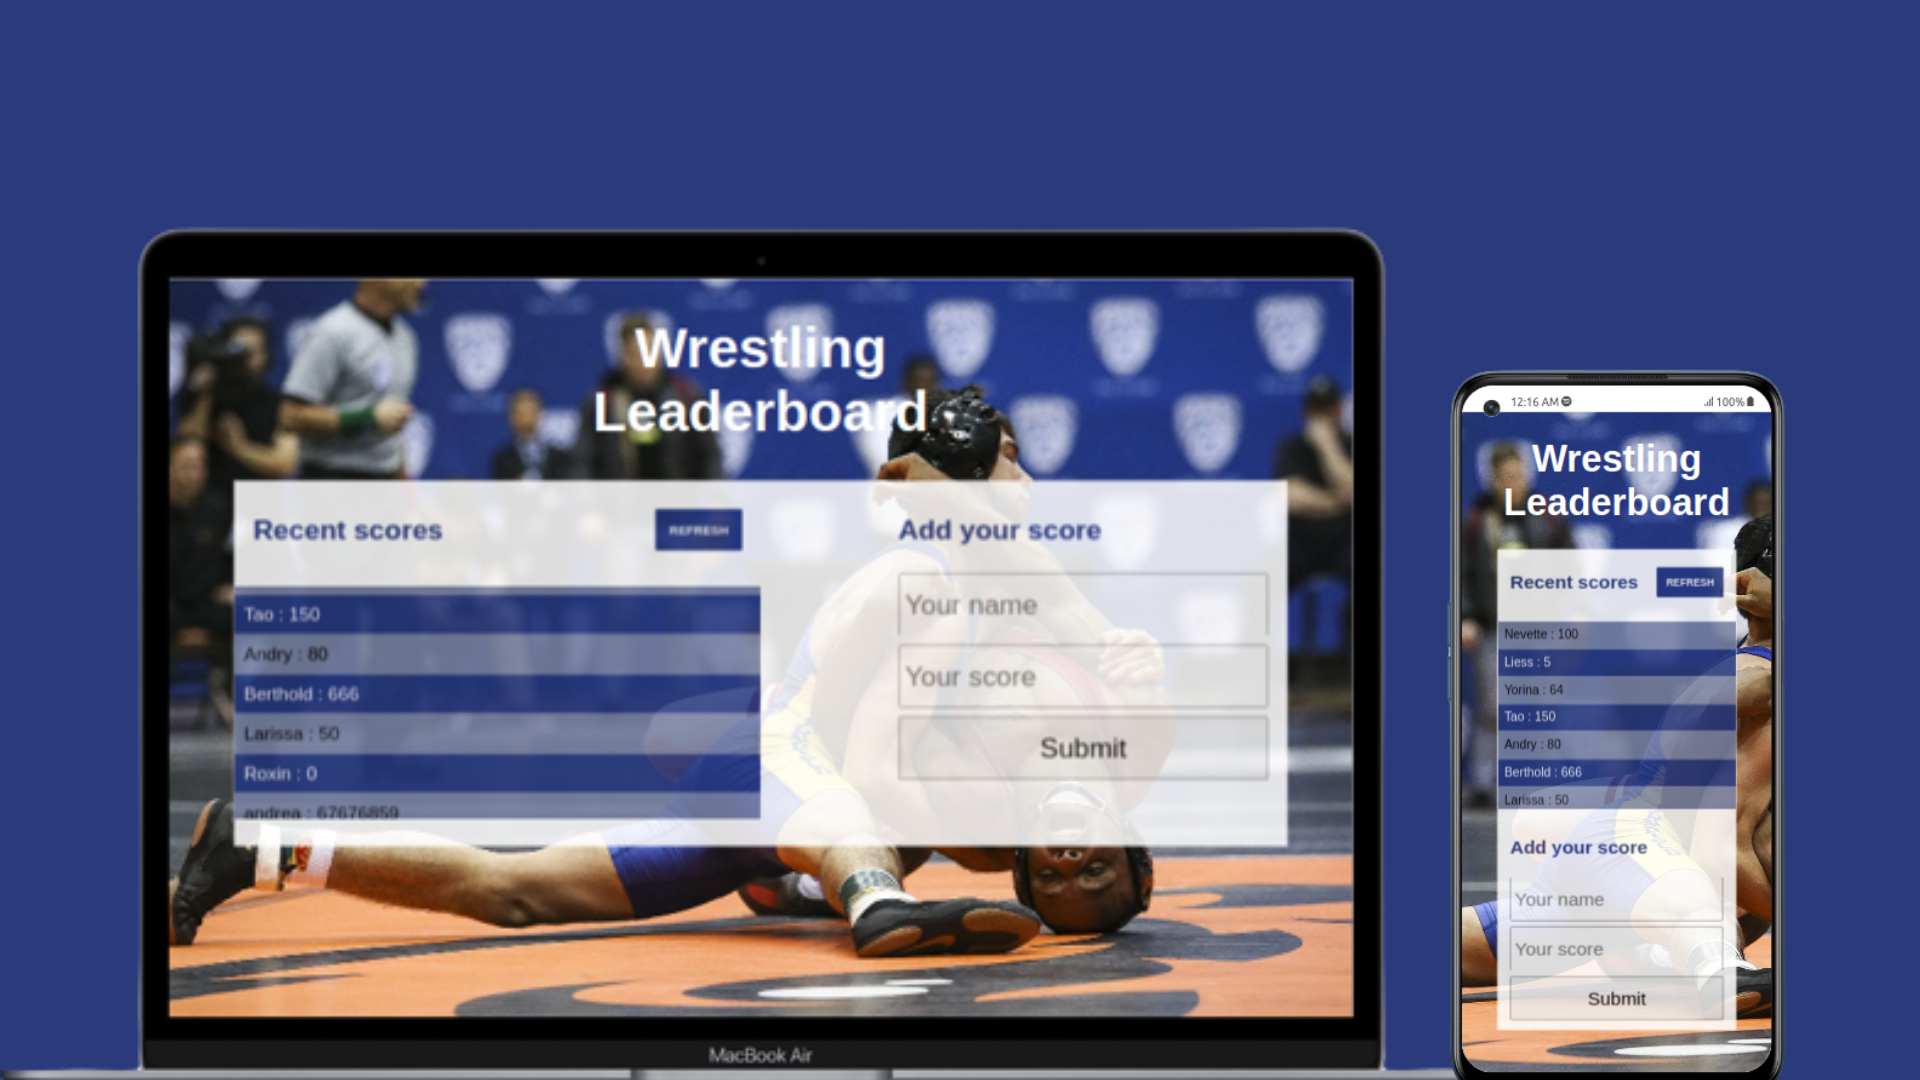 Wrestling
Leaderboard
Recent scores
REFRESH
Add your score
Tao : 150
Andry : 80
Berthold : 666
Larissa : 50
Roxin : 0
andrea : 67676859
Your name
Your score
Submit
MacBook Air
12:16 AM
100%
Wrestling
Leaderboard
Recent scores
REFRESH
Nevette : 100
Liess : 5
Yorina : 64
Tao : 150
Andry : 80
Berthold : 666
Larissa : 50
Add your score
Your name
Your score
Submit